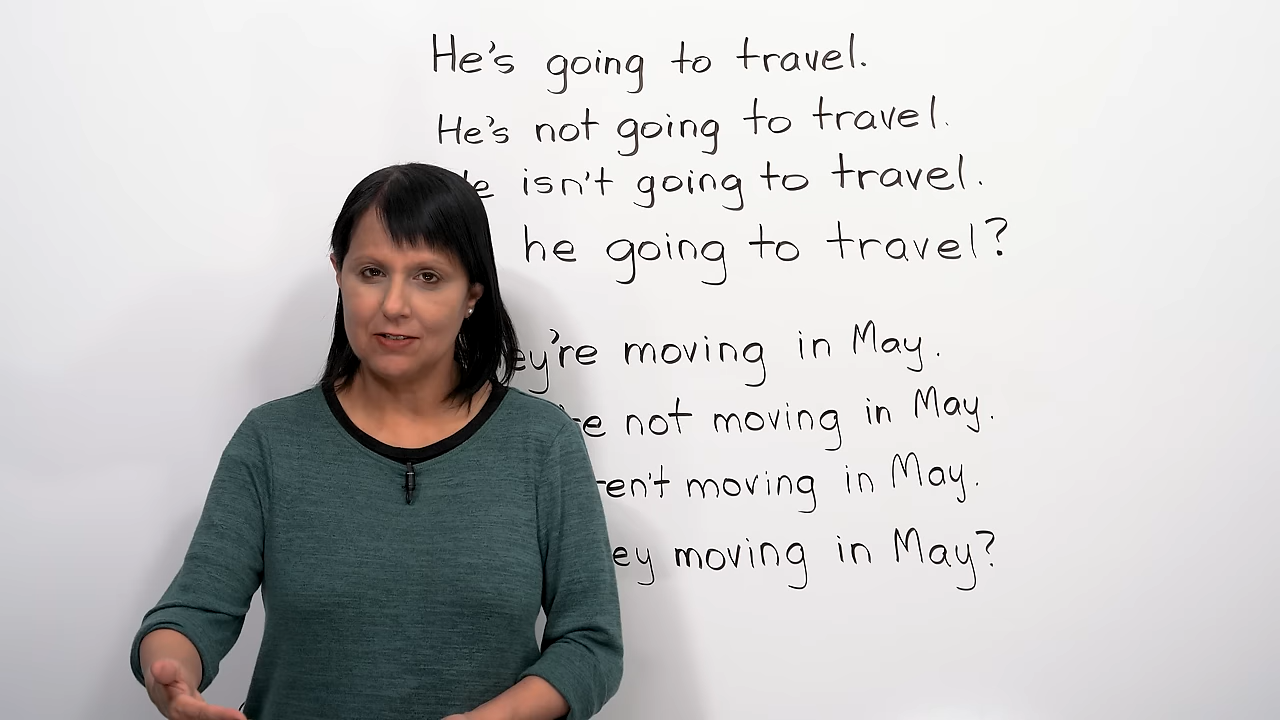 He's going to travel.
He's not going to travel.
isn't going to travel.
he going to travel?
moving in May.
not moving in May.
moving in May.
moving in May?